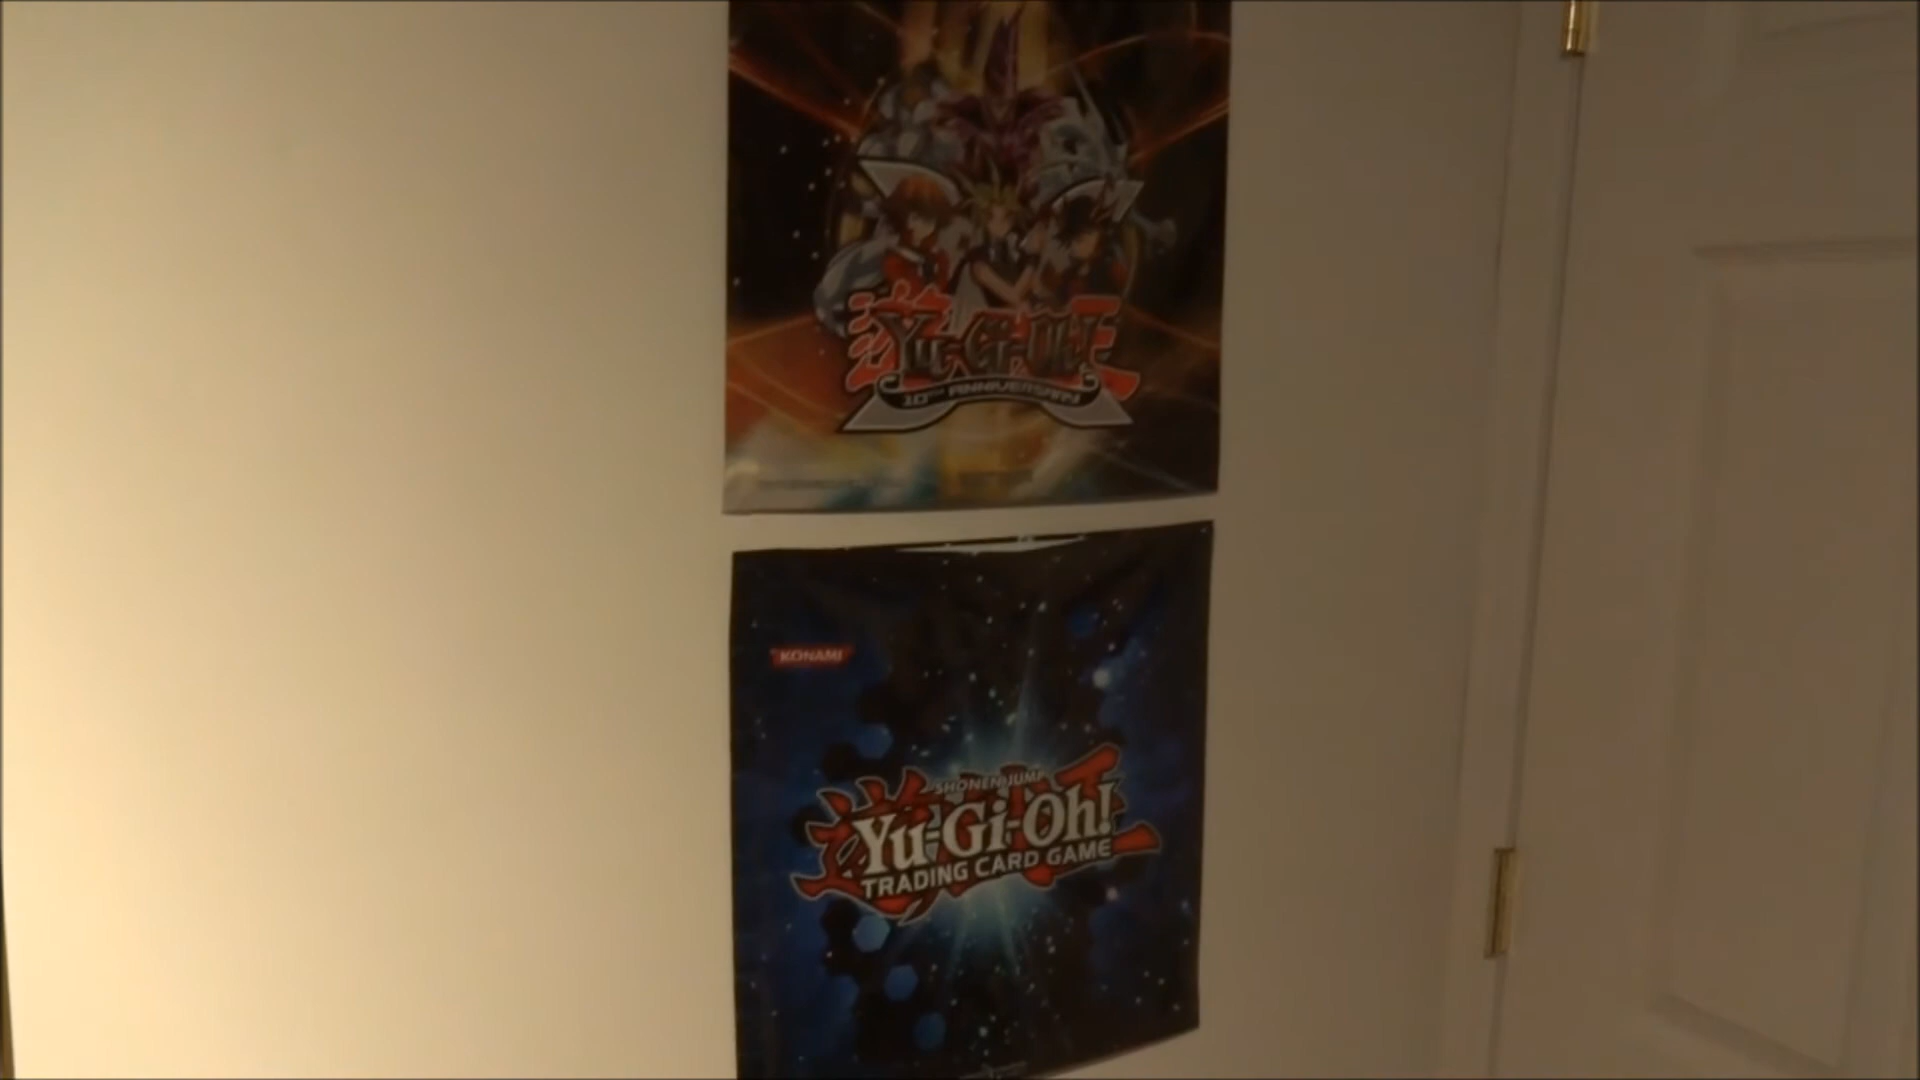 Yu-Gi-Oh!
10TH ANNIVERSARY
KONAMI
SHONEN JUMP
Yu-Gi-Oh!
TRADING CARD GAME